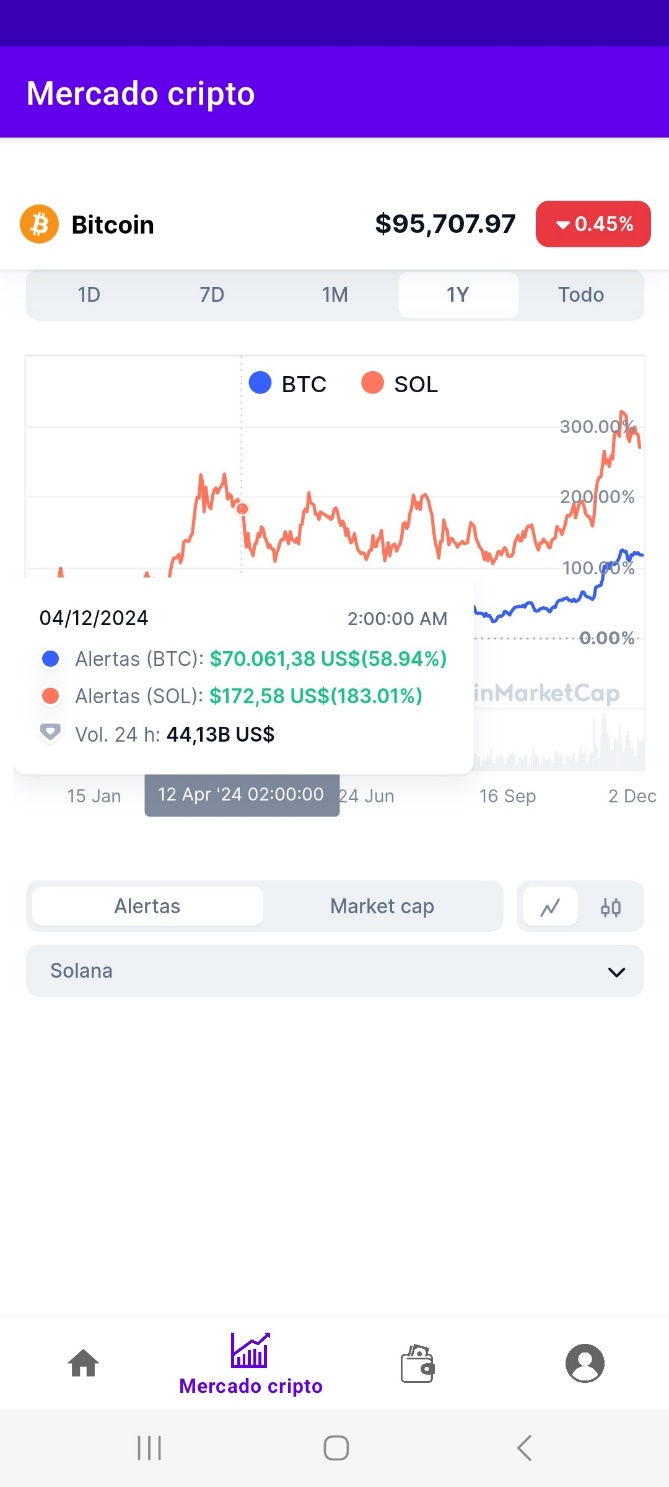 Mercado cripto
Bitcoin $95,707.97 0.45%
1D 7D 1M 1Y Todo
BTC SOL
300.00%
200.00%
100.00%
04/12/2024 2:00:00 AM
Alertas (BTC): $70.061,38 US$(58.94%)
0.00%
Alertas (SOL): $172,58 US$(183.01%)
inMarketCap
Vol. 24 h: 44,13B US$
15 Jan 12 Apr '24 02:00:00 24 Jun 16 Sep 2 Dec
Alertas Market cap
Solana
Mercado cripto